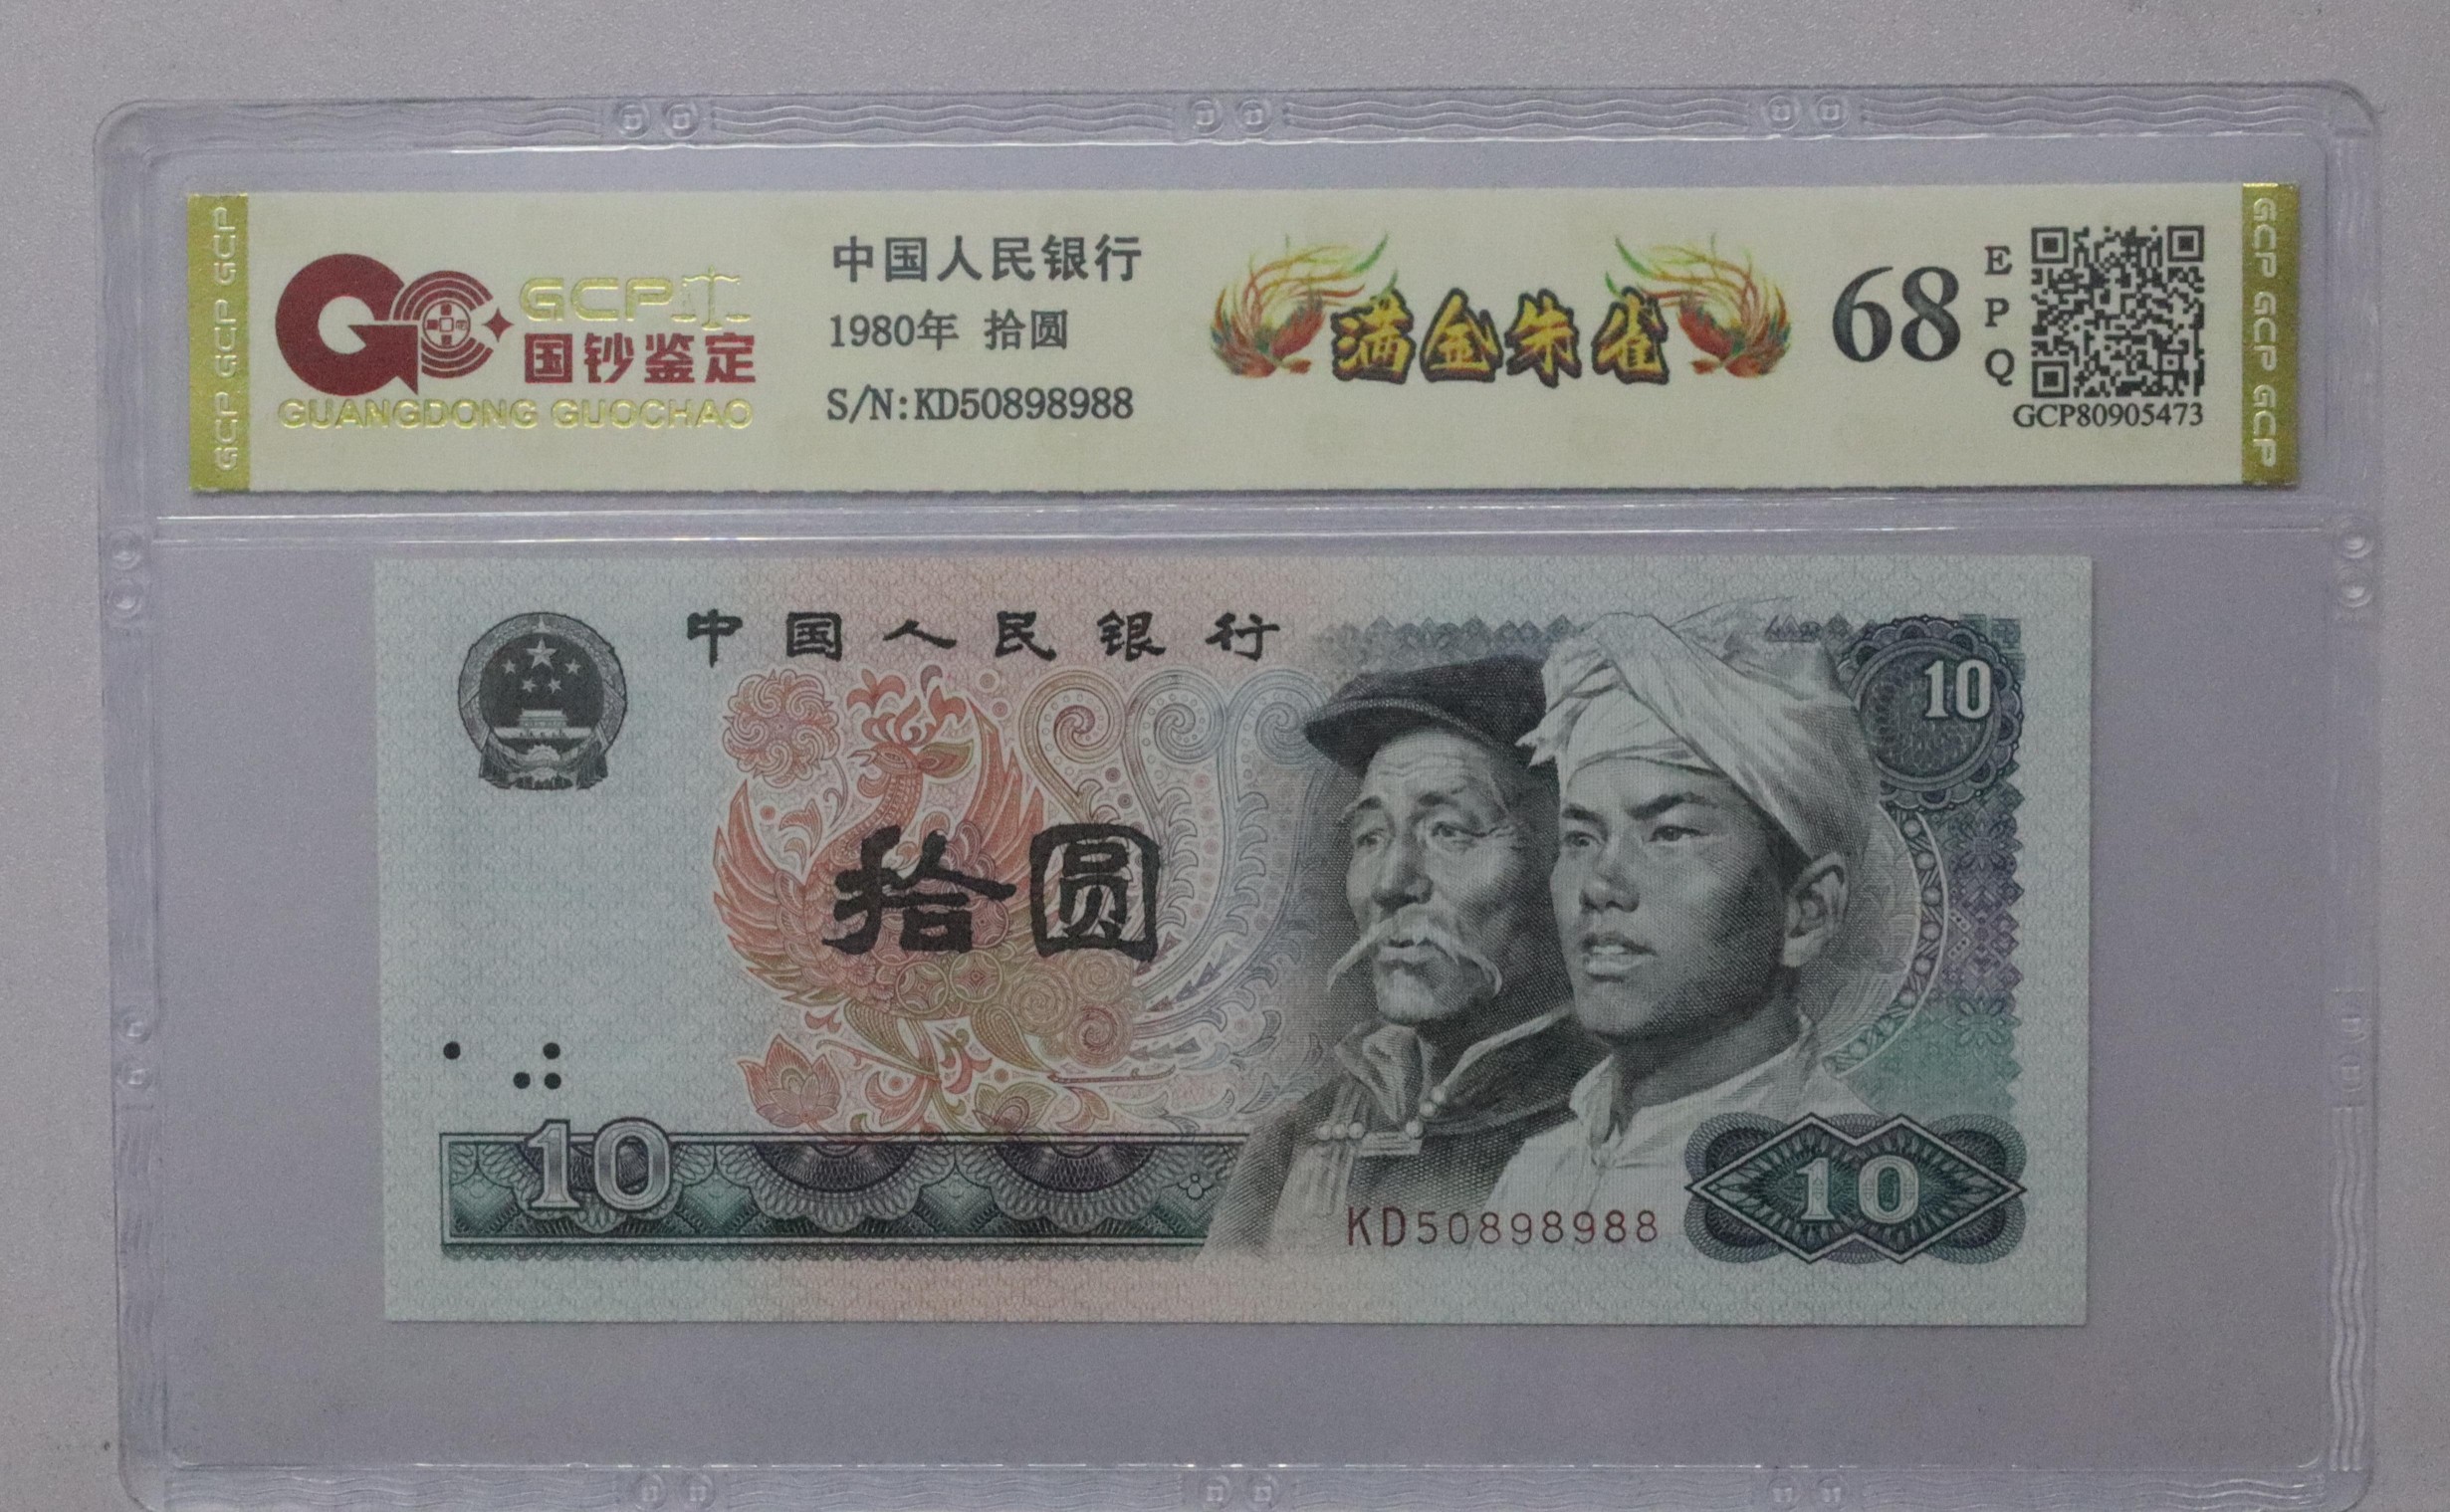 GCP GCP GCP
GCP
国钞鉴定
GUANGDONG GUOCHAO
中国人民银行
1980年 拾圆
S/N:KD50898988
满金朱雀
68
EPQ
GCP80905473
GCP GCP GCP
中国人民银行
10
拾圆
10
KD50898988
10